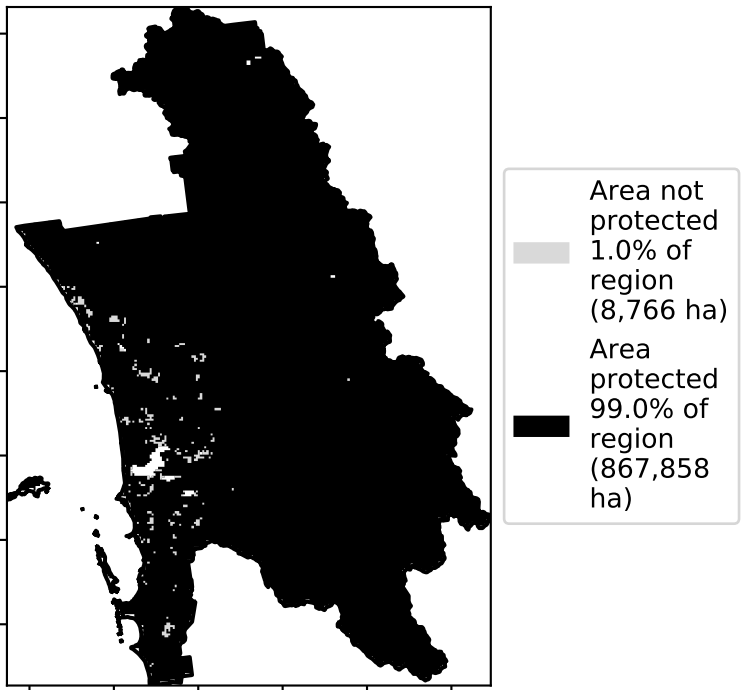 Area not
protected
1.0% of
region
(8,766 ha)
Area
protected
99.0% of
region
(867,858
ha)